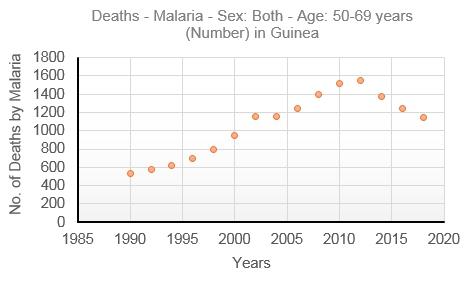 Deaths - Malaria - Sex: Both - Age: 50-69 years
(Number) in Guinea
No. of Deaths by Malaria
1800
1600
1400
1200
1000
800
600
400
200
0
1985 1990 1995 2000 2005 2010 2015 2020
Years